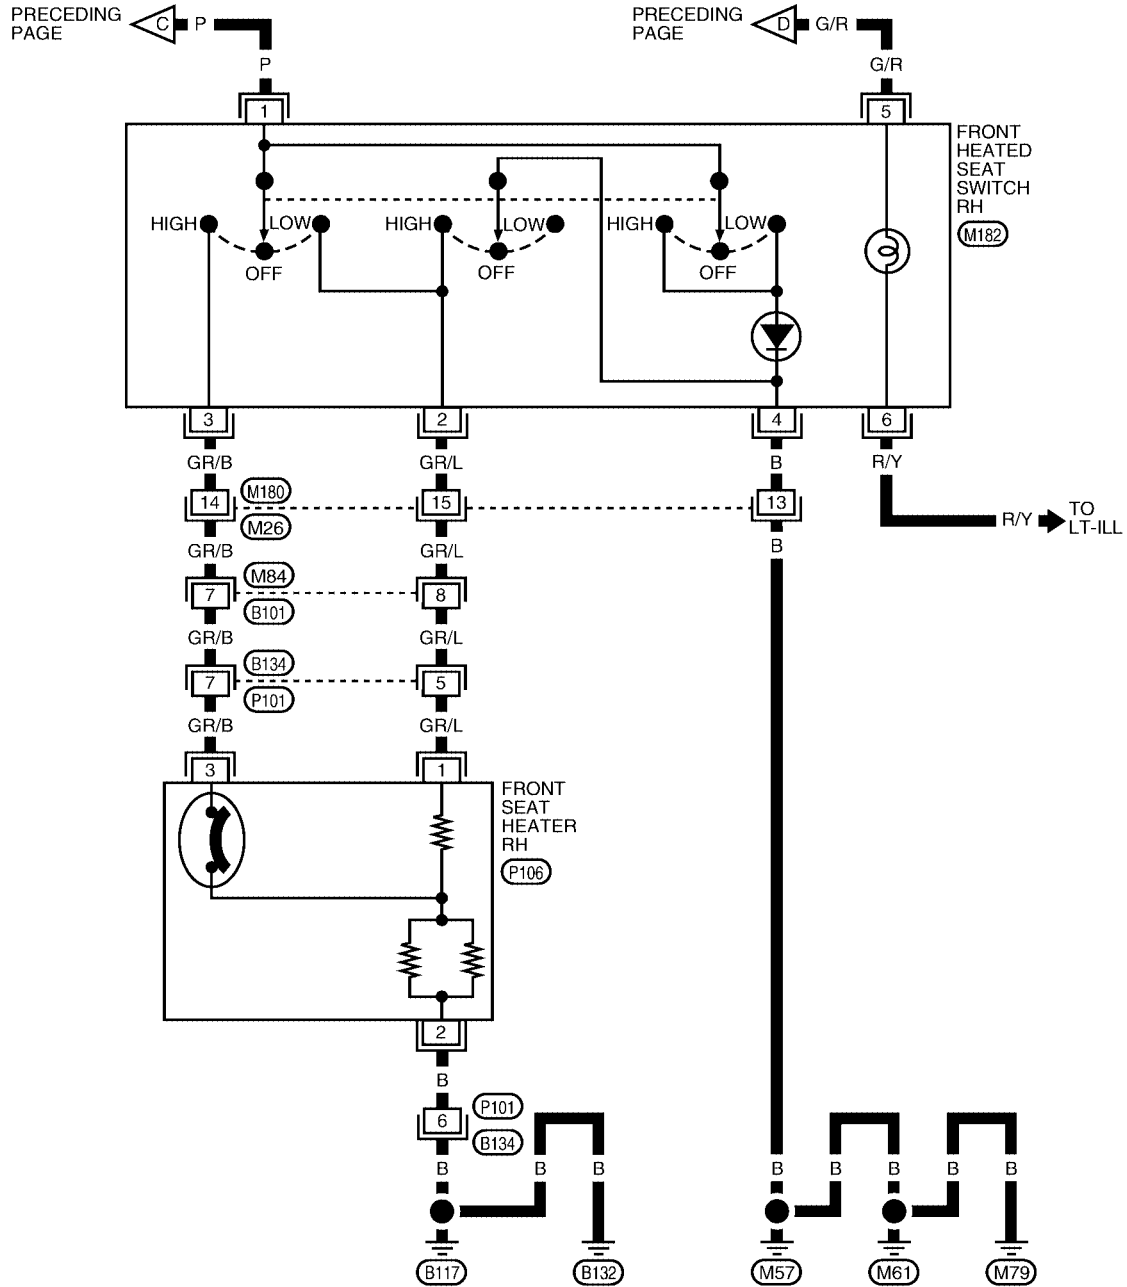 PRECEDING
PAGE
C
P
PRECEDING
PAGE
D
G/R
P
G/R
1
5
FRONT
HEATED
SEAT
SWITCH
RH
M182
HIGH
LOW
OFF
HIGH
LOW
OFF
HIGH
LOW
OFF
3
2
4
6
GR/B
GR/L
B
R/Y
14
M180
M26
15
13
R/Y
TO
LT-ILL
GR/B
GR/L
B
7
M84
B101
8
GR/B
GR/L
7
B134
P101
5
GR/B
GR/L
3
1
FRONT
SEAT
HEATER
RH
P106
2
B
6
P101
B134
B
B
B
B
B
B
B
B
B117
B132
M57
M61
M79